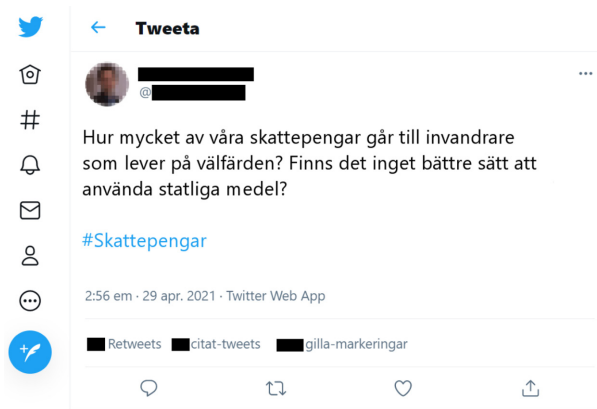 Tweeta
@
Hur mycket av våra skattepengar går till invandrare
som lever på välfärden? Finns det inget bättre sätt att
använda statliga medel?
#Skattepengar
2:56 em · 29 apr. 2021 · Twitter Web App
Retweets citat-tweets gilla-markeringar